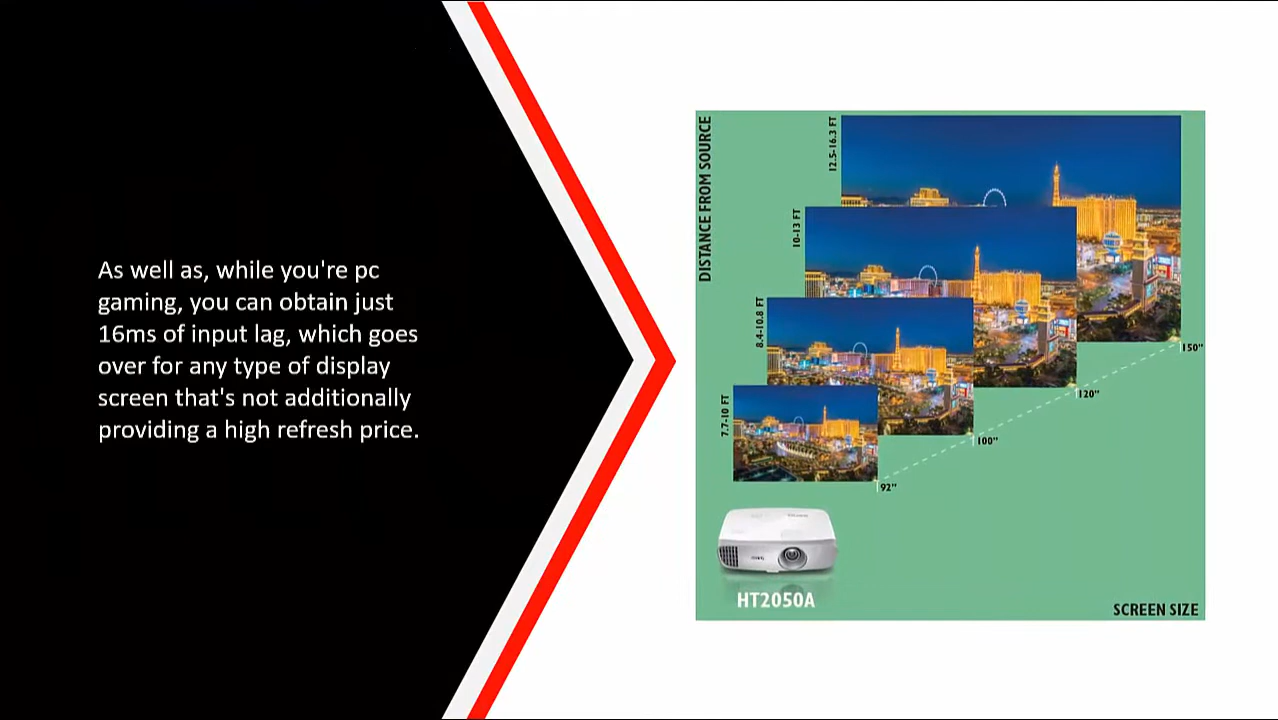 As well as, while you're pc
gaming, you can obtain just
16ms of input lag, which goes
over for any type of display
screen that's not additionally
providing a high refresh price.
DISTANCE FROM SOURCE
12.5-16.3 FT
10-13 FT
8.4-10.8 FT
7.7-10 FT
150"
120"
100"
92"
HT2050A
SCREEN SIZE